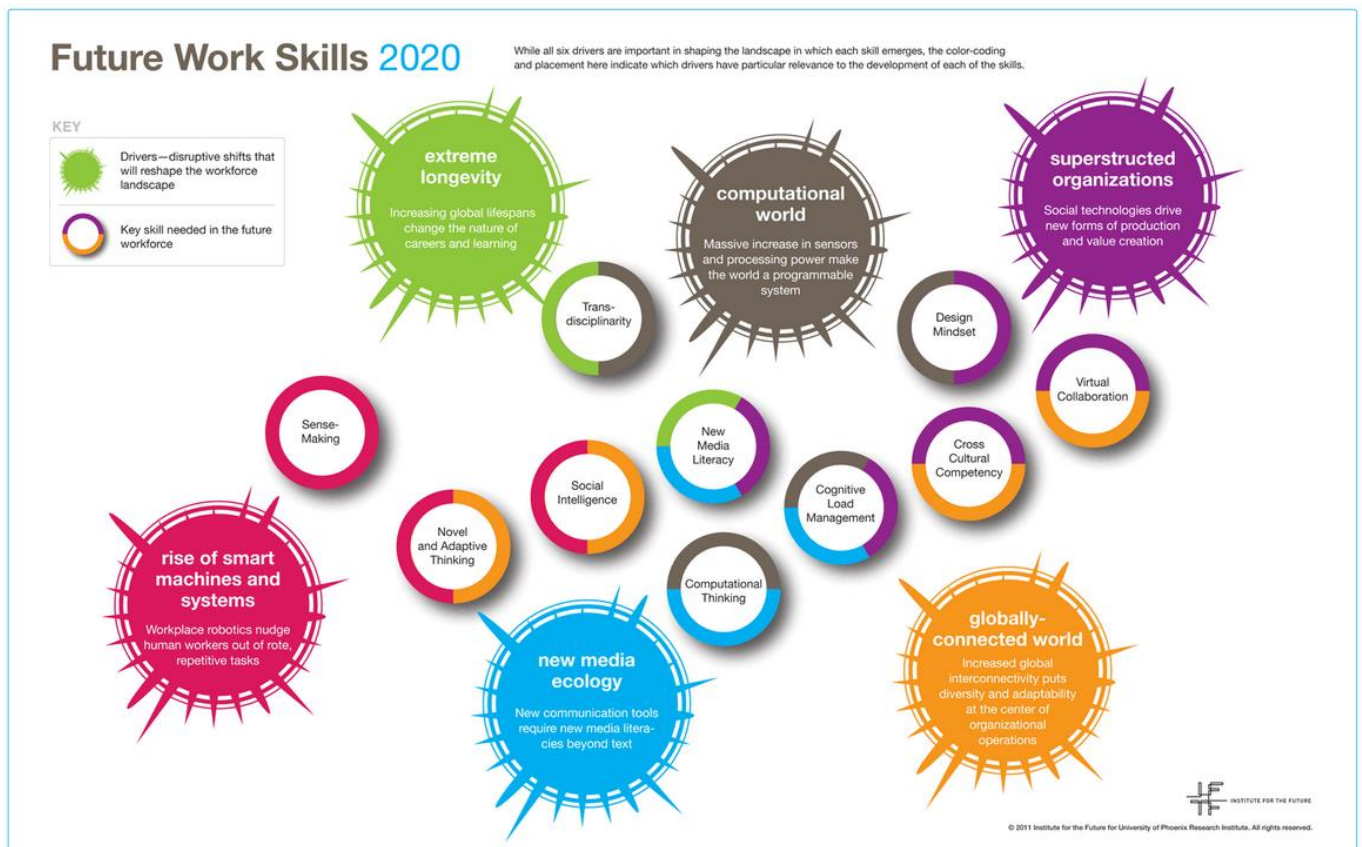 Future Work Skills 2020
While all six drivers are important in shaping the landscape in which each skill emerges, the color-coding
and placement here indicate which drivers have particular relevance to the development of each of the skills.
KEY
Drivers—disruptive shifts that
will reshape the workforce
landscape
Key skill needed in the future
workforce
extreme
longevity
Increasing global lifespans
change the nature of
careers and learning
computational
world
Massive increase in sensors
and processing power make
the world a programmable
system
superstructed
organizations
Social technologies drive
new forms of production
and value creation
Trans-
disciplinarity
Design
Mindset
Virtual
Collaboration
Sense-
Making
New
Media
Literacy
Cross
Cultural
Competency
Social
Intelligence
Cognitive
Load
Management
Novel
and Adaptive
Thinking
Computational
Thinking
rise of smart
machines and
systems
Workplace robotics nudge
human workers out of rote,
repetitive tasks
new media
ecology
New communication tools
require new media litera-
cies beyond text
globally-
connected world
Increased global
interconnectivity puts
diversity and adaptability
at the center of
organizational
operations
INSTITUTE FOR THE FUTURE
© 2011 Institute for the Future for University of Phoenix Research Institute. All rights reserved.